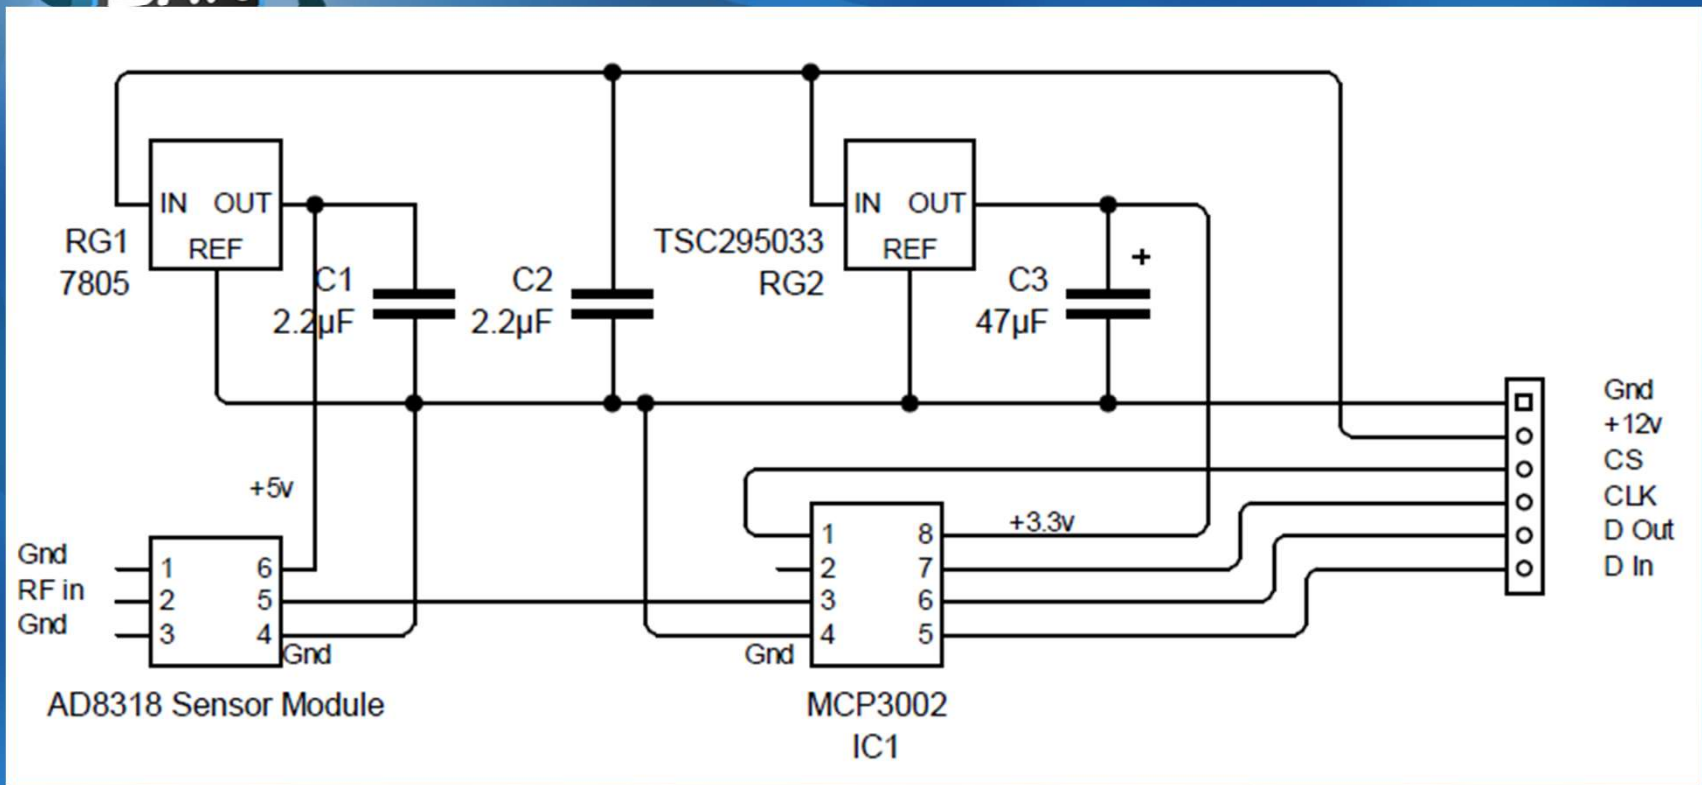 IN OUT
REF
RG1
7805
C1
2.2µF
C2
2.2µF
IN OUT
REF
TSC295033
RG2
C3
47µF
+
Gnd
+12v
CS
CLK
D Out
D In
+5v
Gnd
RF in
Gnd
1 6
2 5
3 4
Gnd
AD8318 Sensor Module
+3.3v
1 8
2 7
3 6
4 5
Gnd
MCP3002
IC1